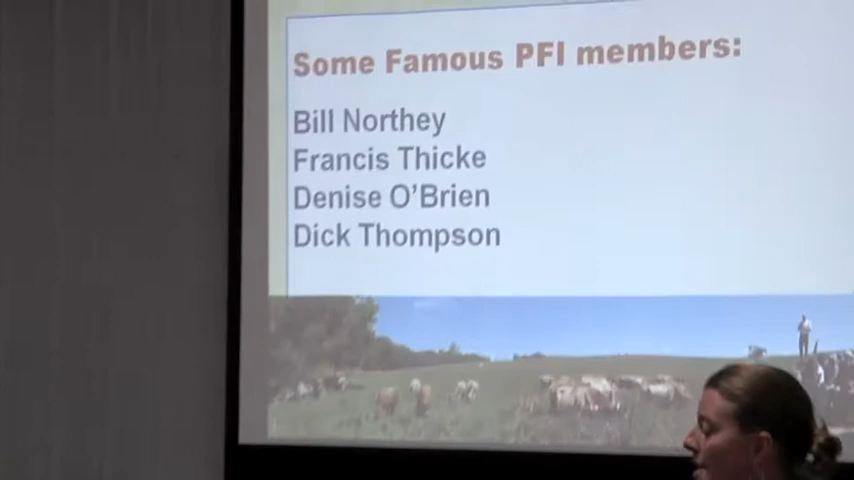 Some Famous PFI members:
Bill Northey
Francis Thicke
Denise O'Brien
Dick Thompson